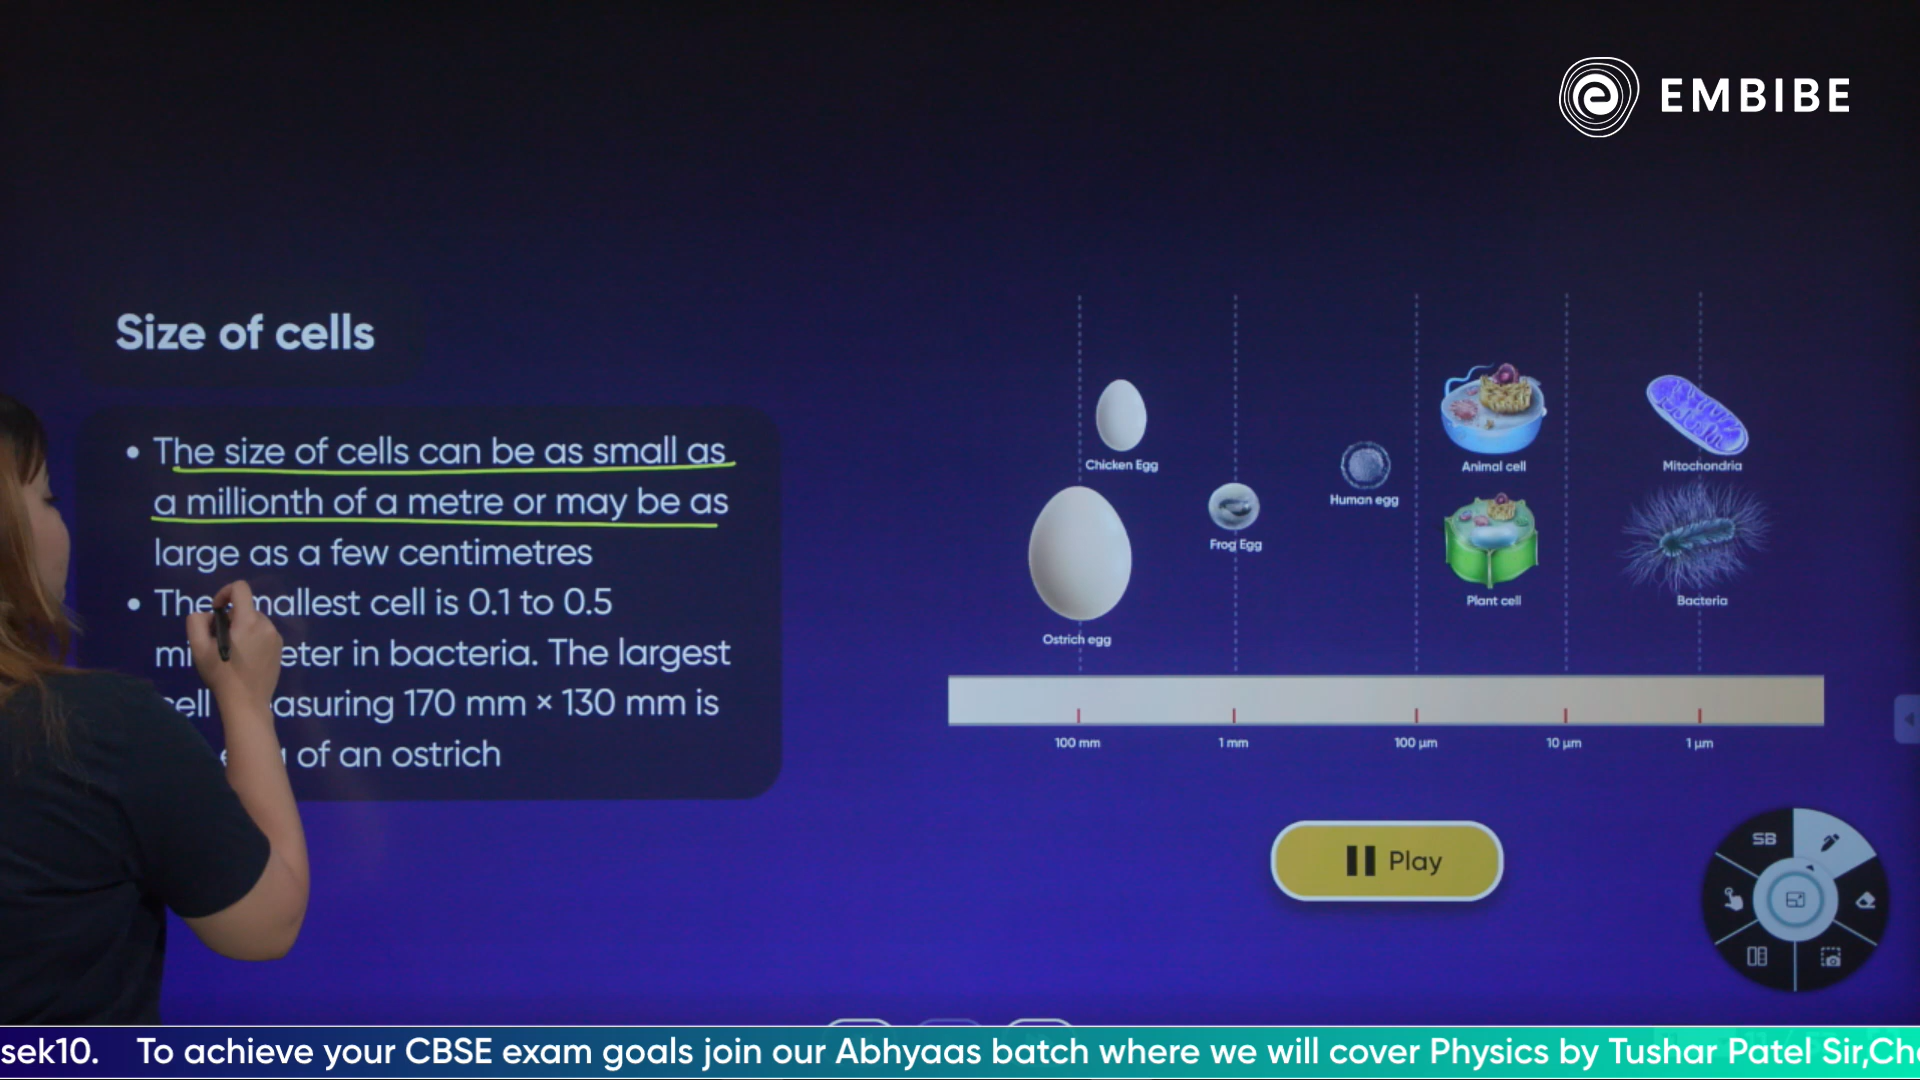 EMBIBE
Size of cells
• The size of cells can be as small as
a millionth of a metre or may be as
large as a few centimetres
• The smallest cell is 0.1 to 0.5
eter in bacteria. The largest
cell measuring 170 mm × 130 mm is
of an ostrich
Chicken Egg
Ostrich egg
Frog Egg
Human egg
Animal cell
Plant cell
Mitochondria
Bacteria
100 mm 1 mm 100 µm 10 µm 1 µm
Play
SB
sek10. To achieve your CBSE exam goals join our Abhyaas batch where we will cover Physics by Tushar Patel Sir,Che